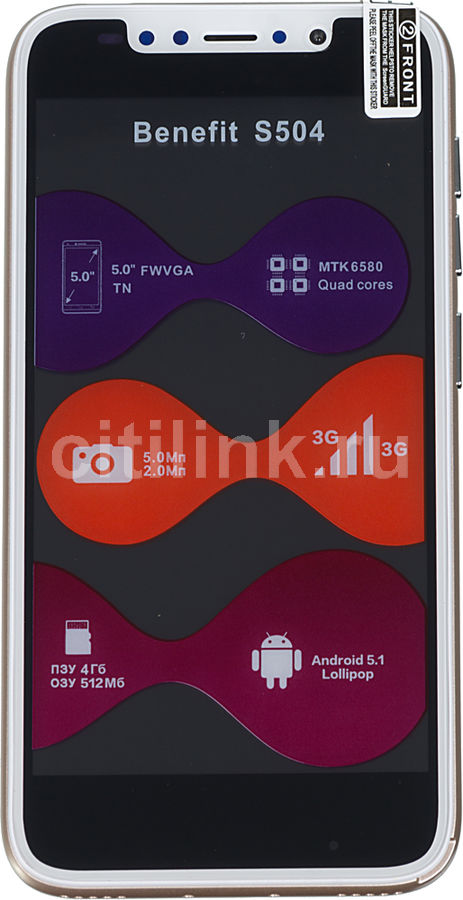 THIS STICKER HELPS TO REMOVE
THE MASK FROM THE ScreenGUARD
② FRONT
PLEASE PEEL OFF THE MASK WITH THIS STICKER
Benefit S504
5.0"
5.0" FWVGA
TN
MTK6580
Quad cores
5.0Мп
2.0Мп
3G
3G
citilink.ru
ПЗУ 4Гб
ОЗУ 512Мб
Android 5.1
Lollipop